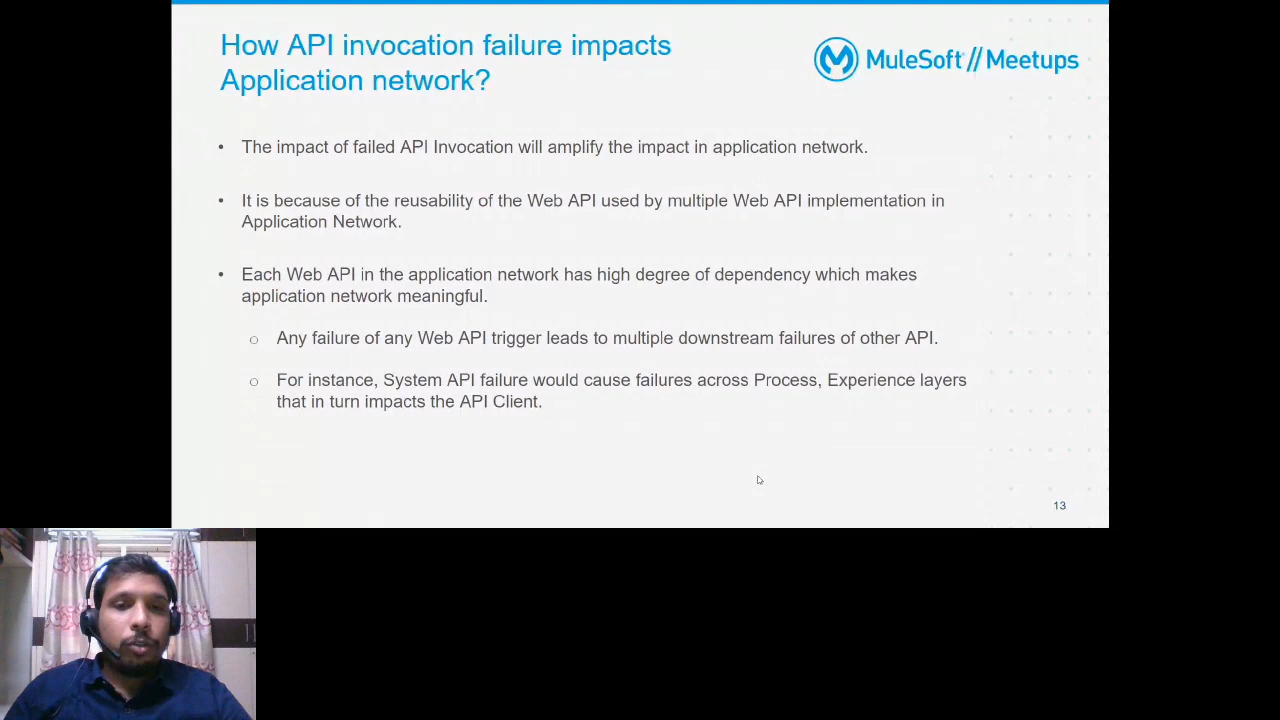 How API invocation failure impacts
Application network?
MuleSoft // Meetups
• The impact of failed API Invocation will amplify the impact in application network.
• It is because of the reusability of the Web API used by multiple Web API implementation in
Application Network.
• Each Web API in the application network has high degree of dependency which makes
application network meaningful.
○ Any failure of any Web API trigger leads to multiple downstream failures of other API.
○ For instance, System API failure would cause failures across Process, Experience layers
that in turn impacts the API Client.
13